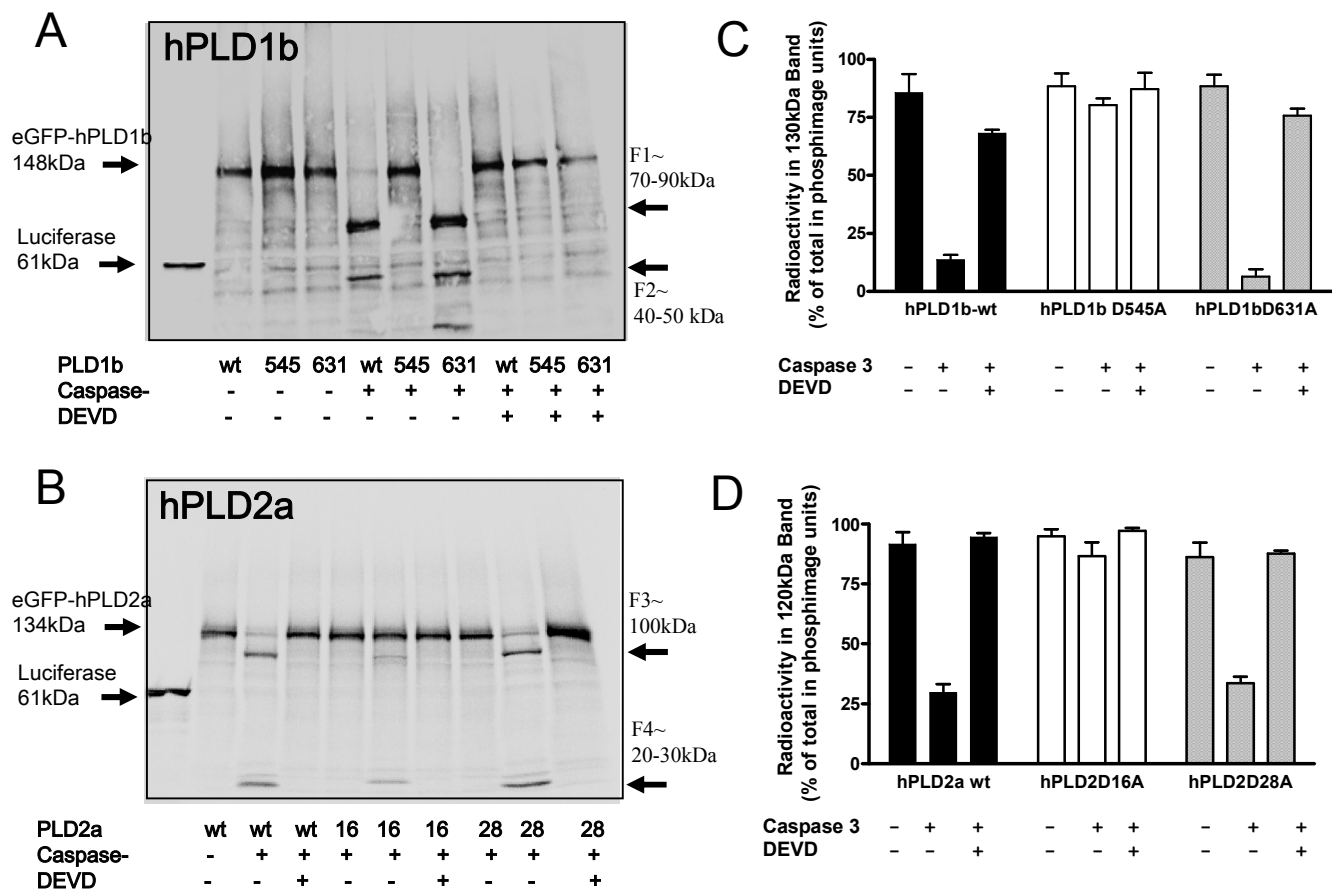 A
hPLD1b
eGFP-hPLD1b
148kDa
Luciferase
61kDa
F1~
70-90kDa
F2~
40-50 kDa
PLD1b wt 545 631 wt 545 631 wt 545 631
Caspase- - - - + + + + + +
DEVD - - - - - - + + +
B
hPLD2a
eGFP-hPLD2a
134kDa
Luciferase
61kDa
F3~
100kDa
F4~
20-30kDa
PLD2a wt wt wt 16 16 16 28 28 28
Caspase- - + + + + + + + +
DEVD - - + - - + - - +
C
Radioactivity in 130kDa Band
(% of total in phosphimage units)
100
75
50
25
0
hPLD1b-wt hPLD1b D545A hPLD1bD631A
Caspase 3 - + + - + + - + +
DEVD - - + - - + - - +
D
Radioactivity in 120kDa Band
(% of total in phosphimage units)
100
75
50
25
0
hPLD2a wt hPLD2D16A hPLD2D28A
Caspase 3 - + + - + + - + +
DEVD - - + - - + - - +